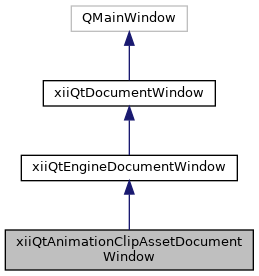 QMainWindow
xiiQtDocumentWindow
xiiQtEngineDocumentWindow
xiiQtAnimationClipAssetDocument
Window